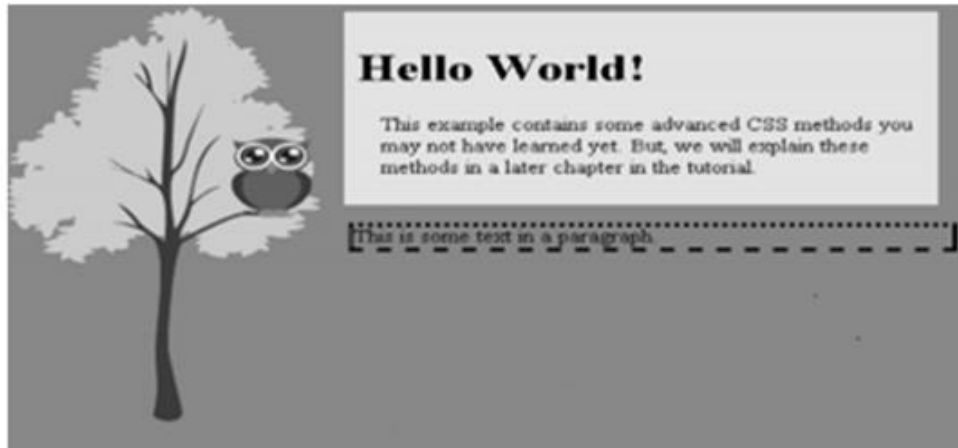 Hello World!
This example contains some advanced CSS methods you
may not have learned yet. But, we will explain these
methods in a later chapter in the tutorial.
This is some text in a paragraph.